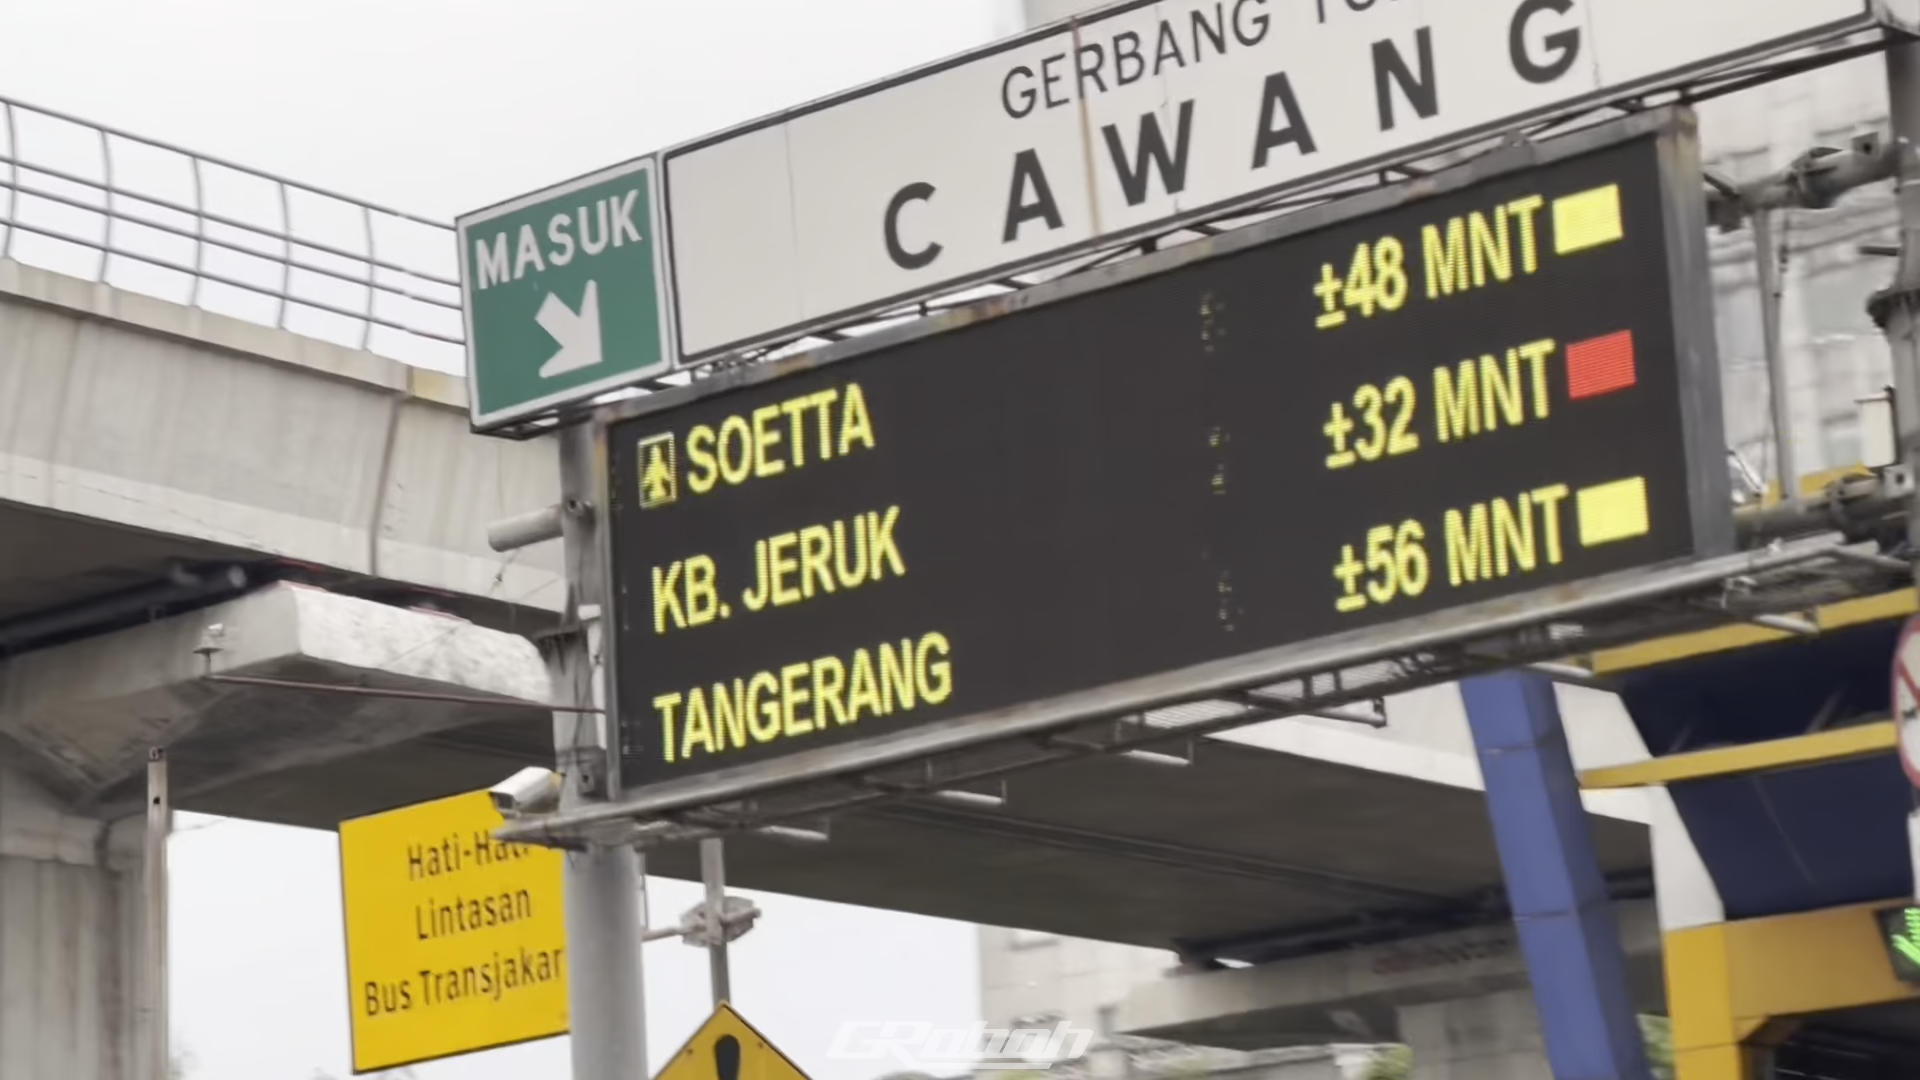 GERBANG
CAWANG
MASUK
SOETTA ±48 MNT
KB. JERUK ±32 MNT
TANGERANG ±56 MNT
Hati-Hati
Lintasan
Bus Transjakar
GRobah